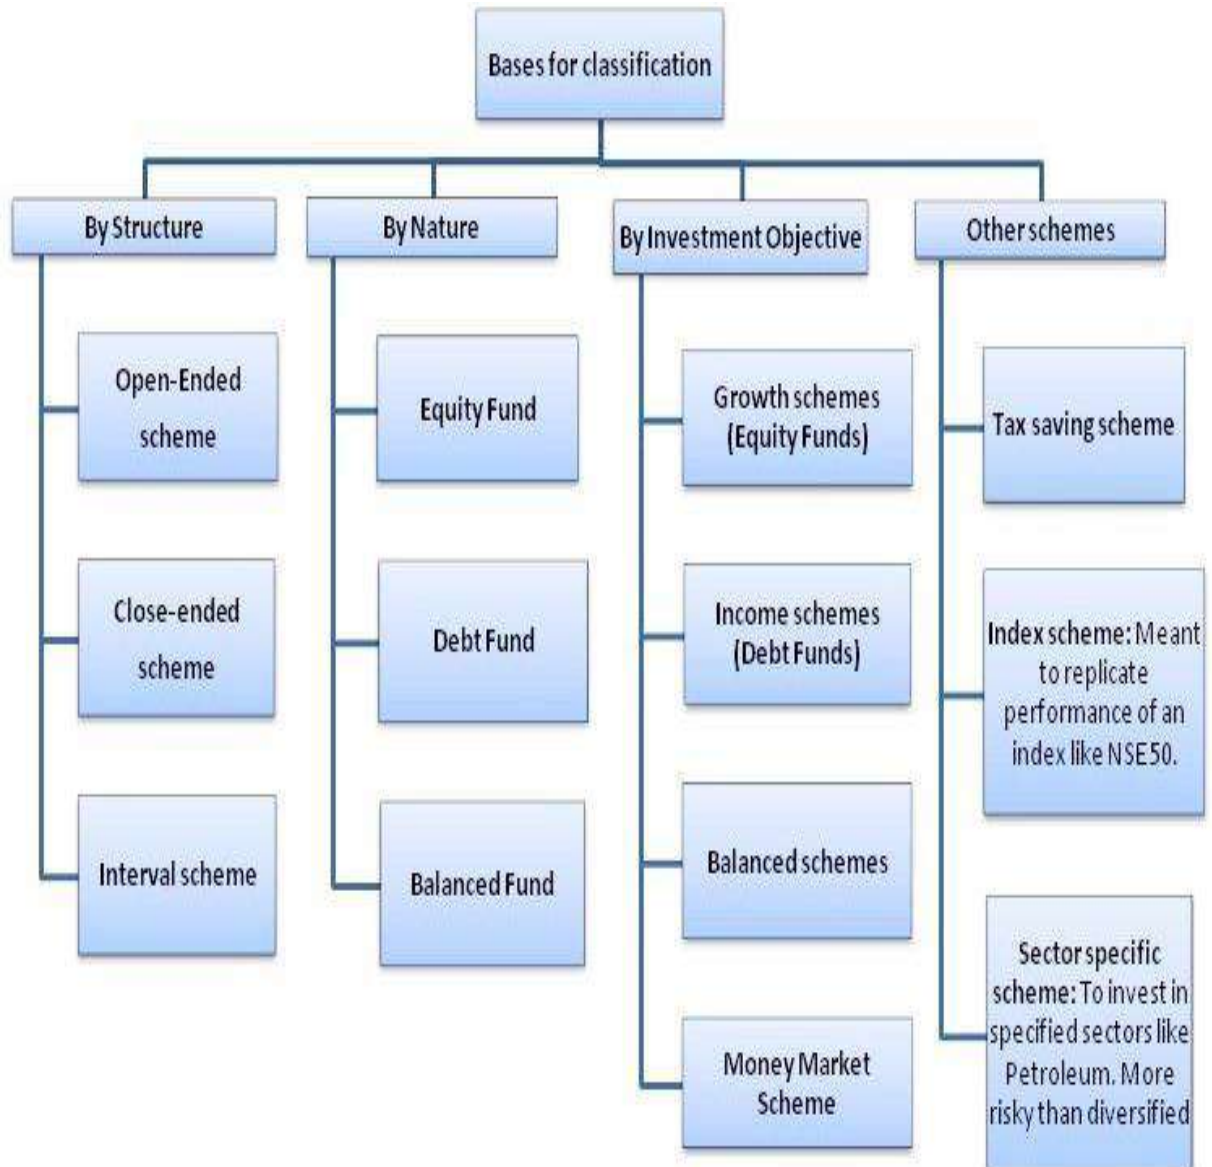 Bases for classification
By Structure
Open-Ended
scheme
Close-ended
scheme
Interval scheme
By Nature
Equity Fund
Debt Fund
Balanced Fund
By Investment Objective
Growth schemes
(Equity Funds)
Income schemes
(Debt Funds)
Balanced schemes
Money Market
Scheme
Other schemes
Tax saving scheme
Index scheme: Meant
to replicate
performance of an
index like NSE50.
Sector specific
scheme: To invest in
specified sectors like
Petroleum. More
risky than diversified